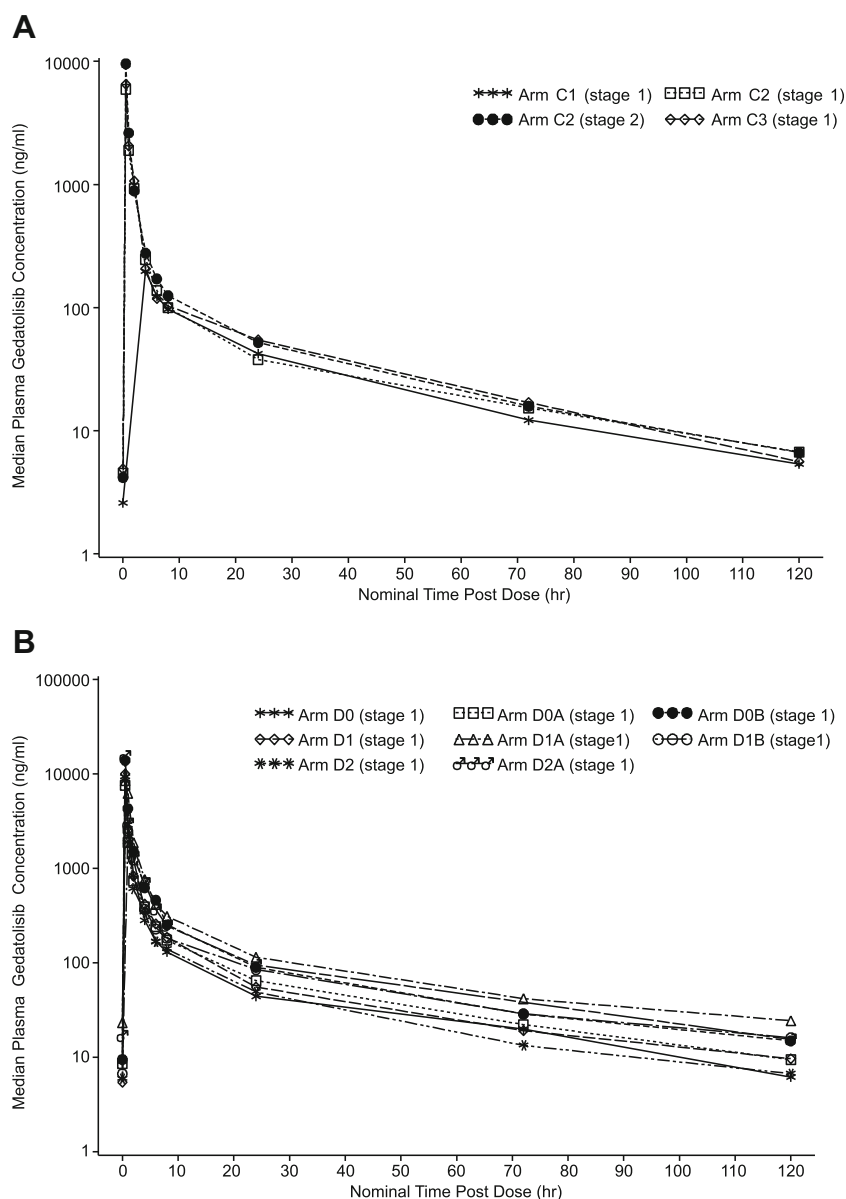 A
Median Plasma Gedatolisib Concentration (ng/ml)
10000
1000
100
10
1
Arm C1 (stage 1) Arm C2 (stage 1)
Arm C2 (stage 2) Arm C3 (stage 1)
0 10 20 30 40 50 60 70 80 90 100 110 120
Nominal Time Post Dose (hr)
B
Median Plasma Gedatolisib Concentration (ng/ml)
100000
10000
1000
100
10
1
Arm D0 (stage 1) Arm D0A (stage 1) Arm D0B (stage 1)
Arm D1 (stage 1) Arm D1A (stage1) Arm D1B (stage1)
Arm D2 (stage 1) Arm D2A (stage 1)
0 10 20 30 40 50 60 70 80 90 100 110 120
Nominal Time Post Dose (hr)